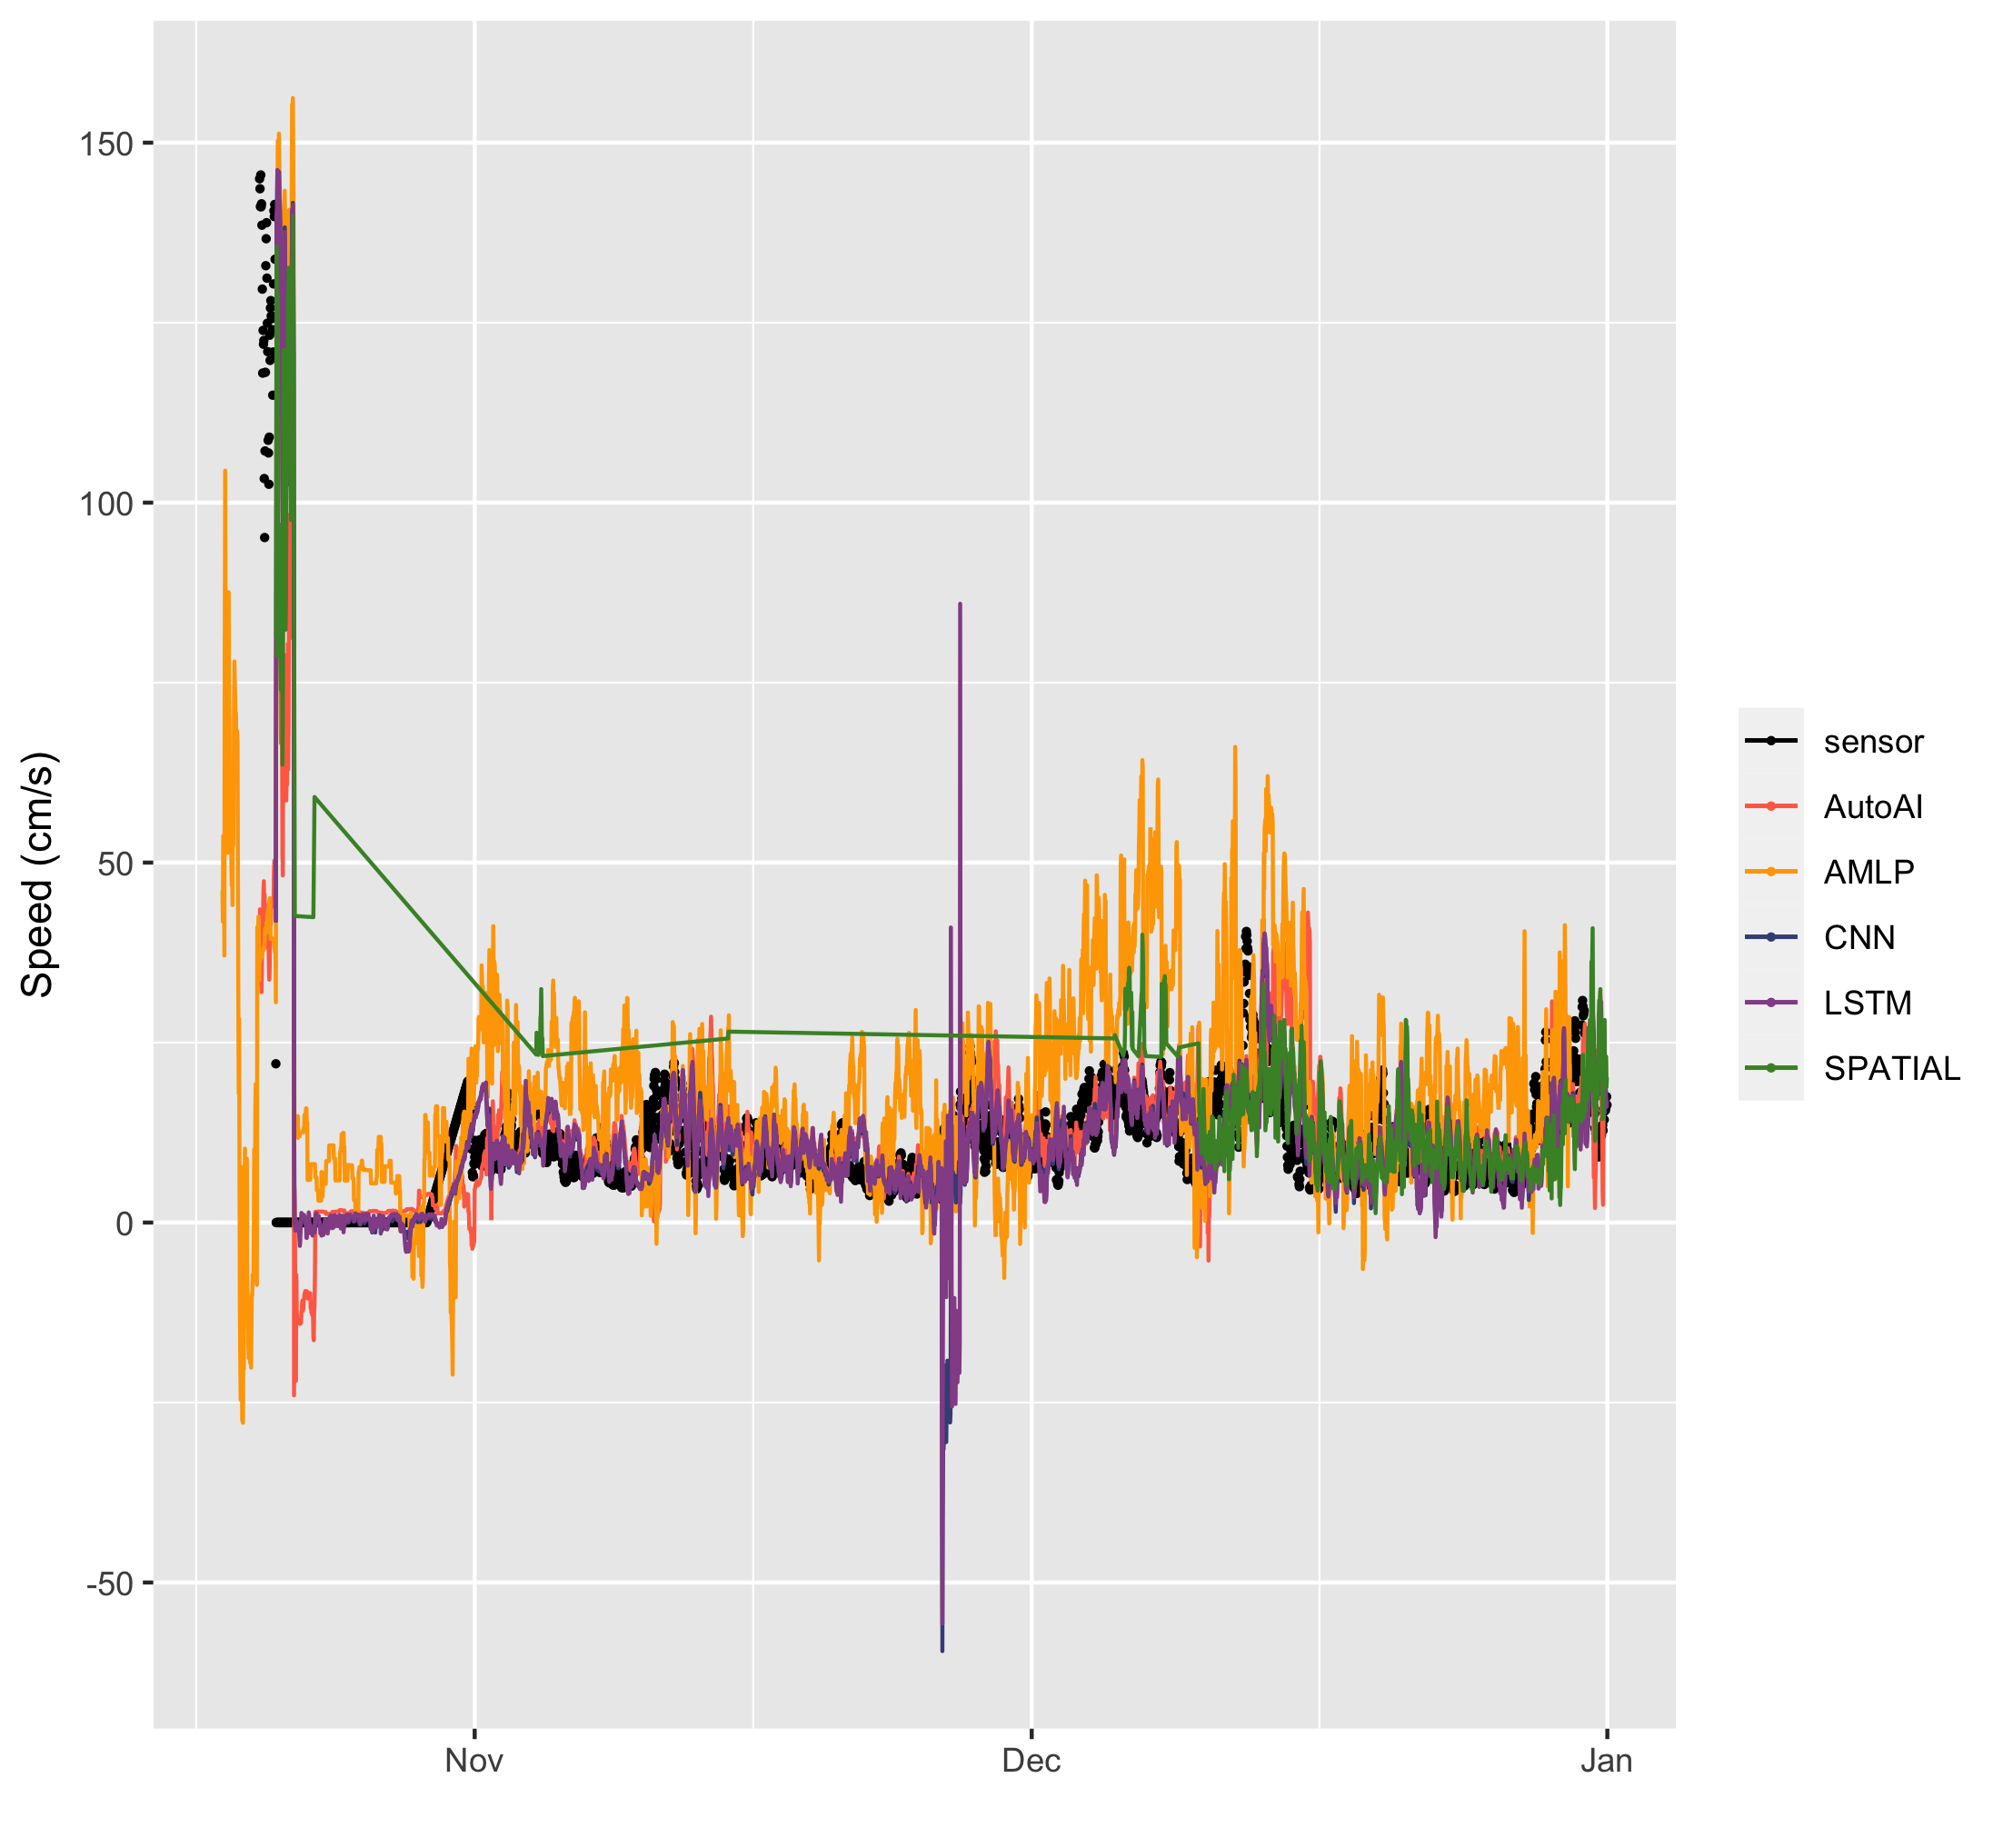 Speed (cm/s)
150
100
50
0
-50
Nov
Dec
Jan
sensor
AutoAI
AMLP
CNN
LSTM
SPATIAL